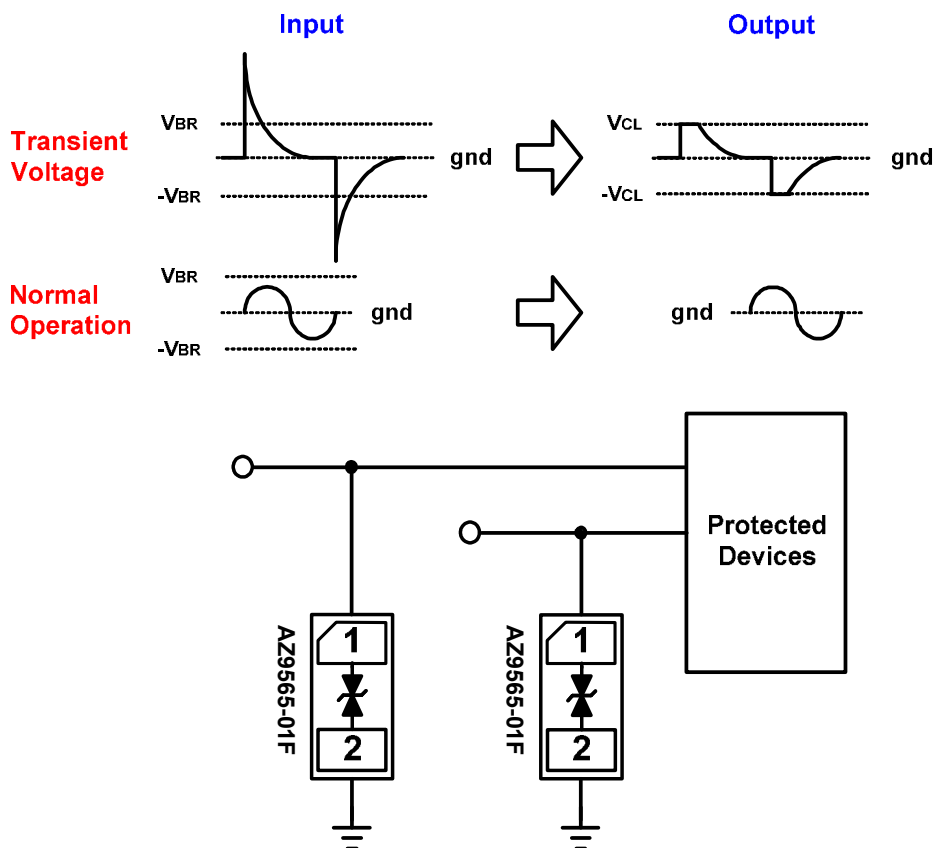 Input
Output
Transient
Voltage
VBR
gnd
-VBR
VCL
gnd
-VCL
Normal
Operation
VBR
gnd
-VBR
gnd
Protected
Devices
AZ9565-01F
1
2
AZ9565-01F
1
2